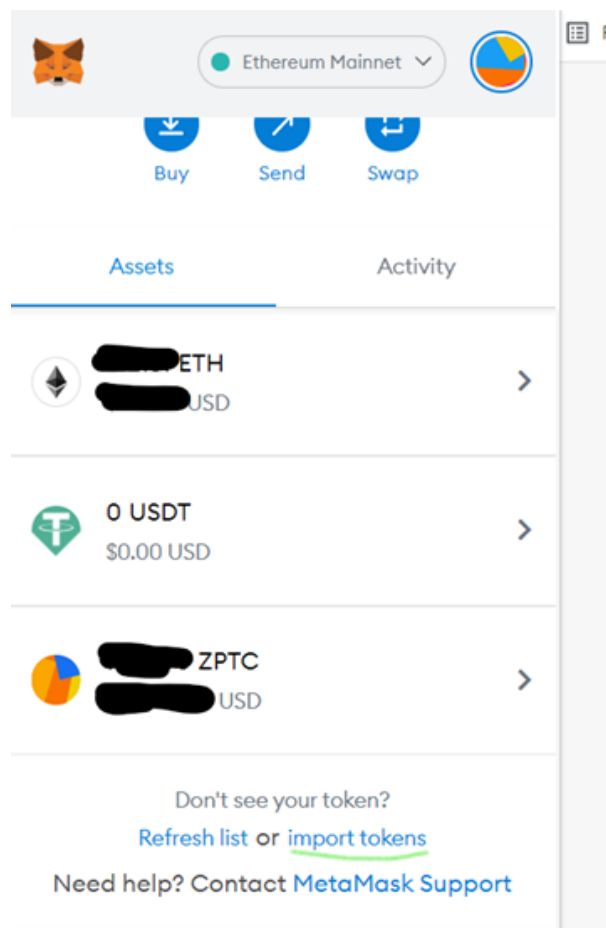 Ethereum Mainnet
Buy Send Swap
Assets Activity
ETH
USD
0 USDT
$0.00 USD
ZPTC
USD
Don't see your token?
Refresh list or import tokens
Need help? Contact MetaMask Support